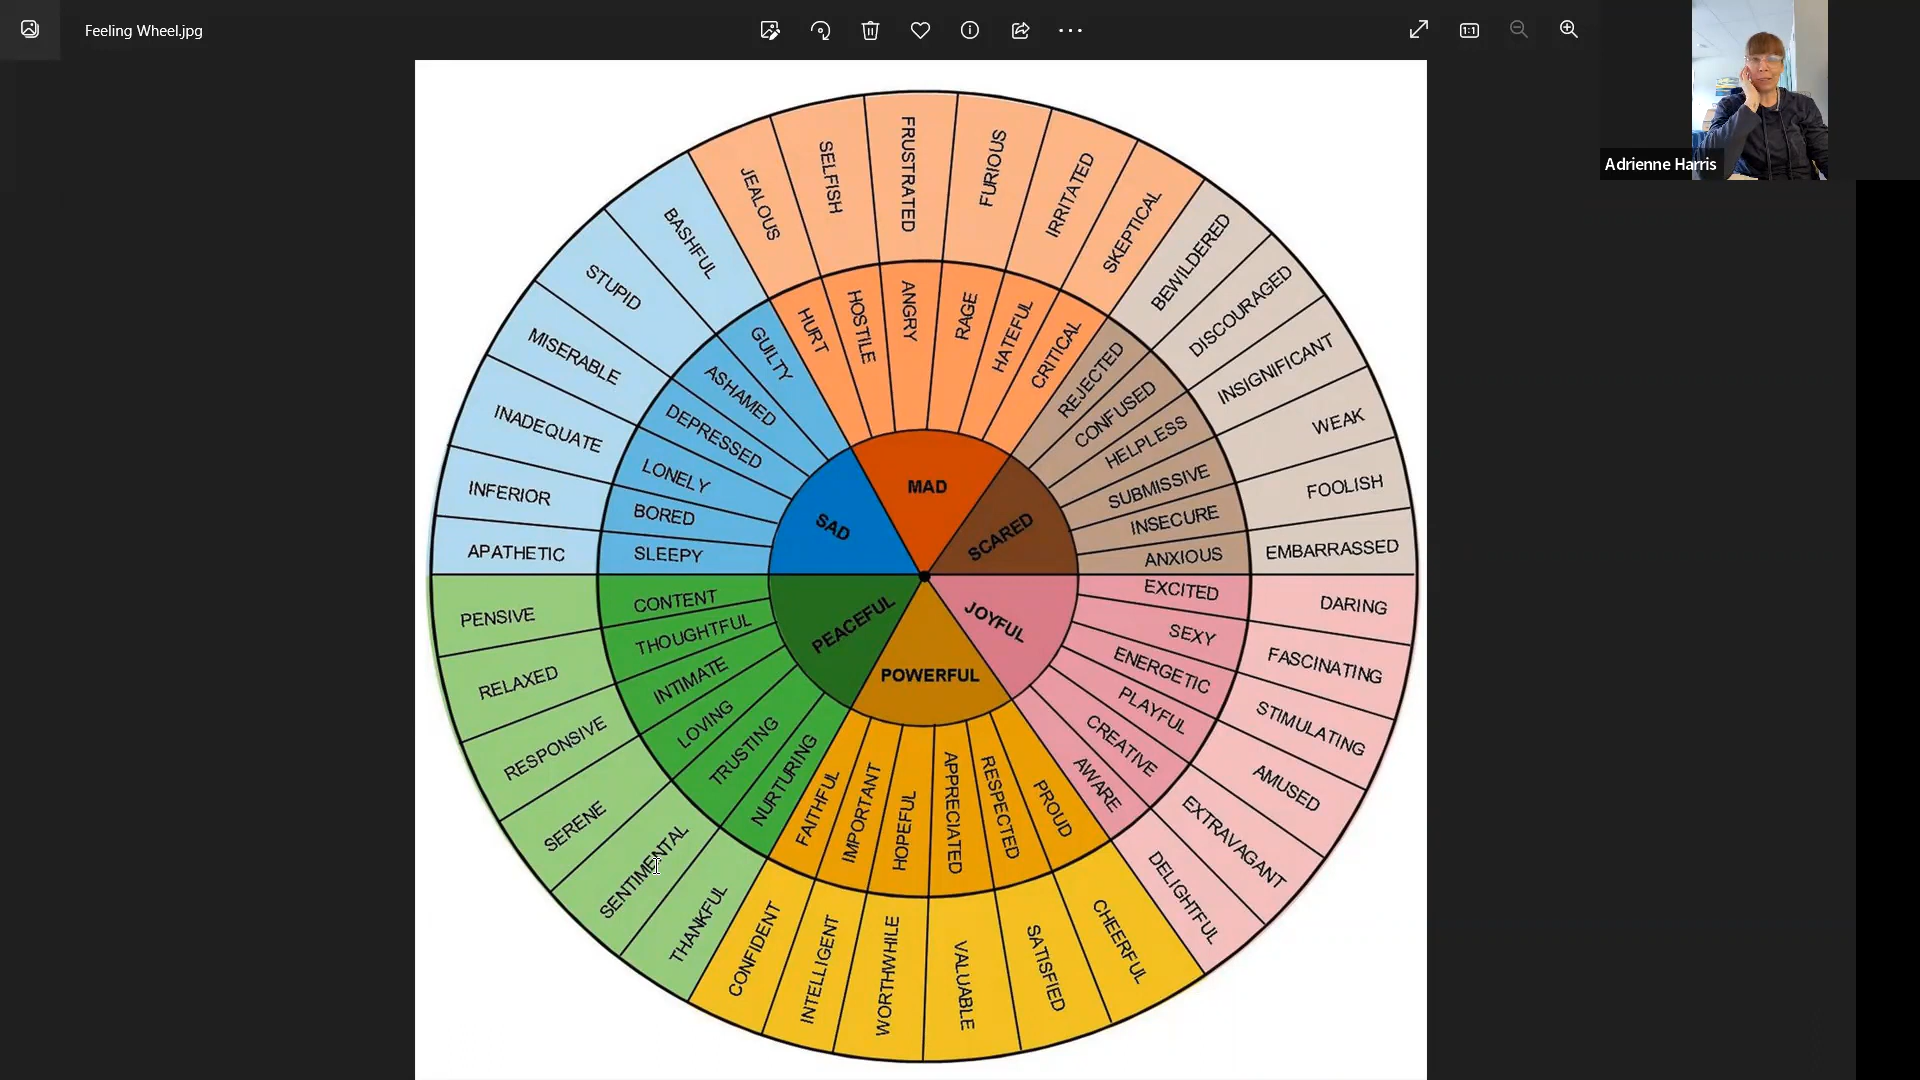 Feeling Wheel.jpg
1:1
Adrienne Harris
JEALOUS
SELFISH
FRUSTRATED
FURIOUS
IRRITATED
SKEPTICAL
BEWILDERED
DISCOURAGED
INSIGNIFICANT
WEAK
FOOLISH
EMBARRASSED
DARING
FASCINATING
STIMULATING
AMUSED
EXTRAVAGANT
DELIGHTFUL
CHEERFUL
SATISFIED
VALUABLE
WORTHWHILE
INTELLIGENT
CONFIDENT
THANKFUL
SENTIMENTAL
SERENE
RESPONSIVE
RELAXED
PENSIVE
APATHETIC
INFERIOR
INADEQUATE
MISERABLE
STUPID
BASHFUL
HURT
HOSTILE
ANGRY
RAGE
HATEFUL
CRITICAL
REJECTED
CONFUSED
HELPLESS
SUBMISSIVE
INSECURE
ANXIOUS
EXCITED
SEXY
ENERGETIC
PLAYFUL
CREATIVE
AWARE
PROUD
RESPECTED
APPRECIATED
HOPEFUL
IMPORTANT
FAITHFUL
NURTURING
TRUSTING
LOVING
INTIMATE
THOUGHTFUL
CONTENT
SLEEPY
BORED
LONELY
DEPRESSED
ASHAMED
GUILTY
MAD
SCARED
JOYFUL
POWERFUL
PEACEFUL
SAD